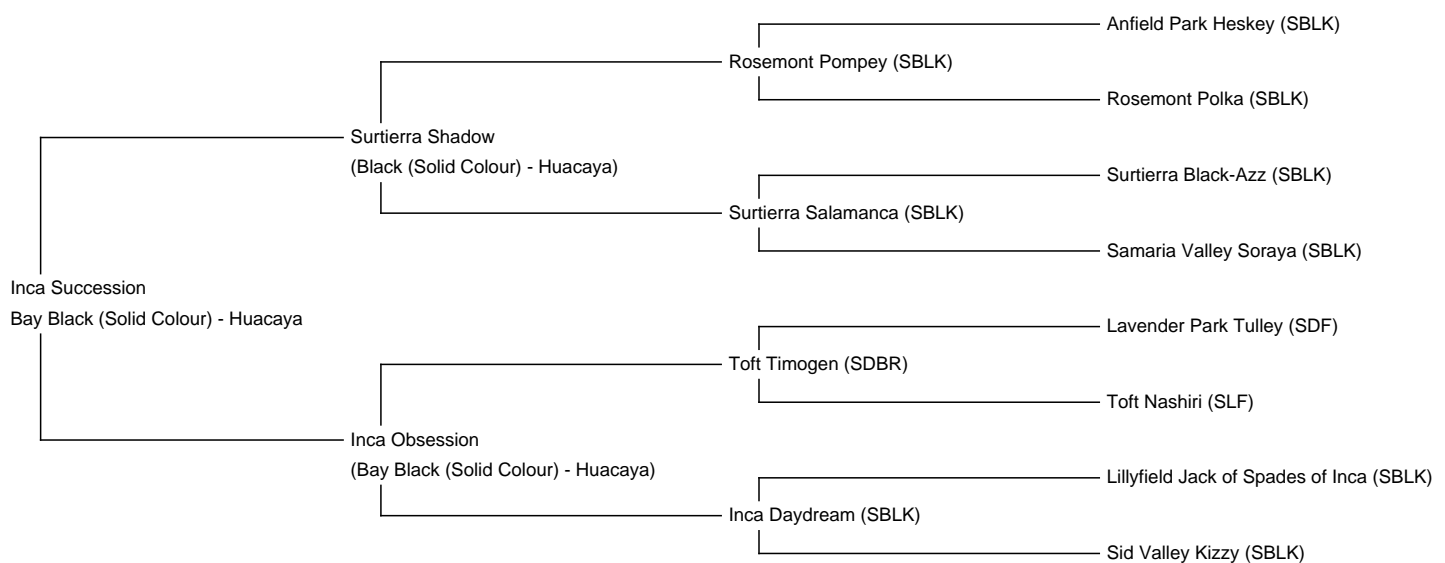 Anfield Park Heskey (SBLK)
Rosemont Pompey (SBLK)
Rosemont Polka (SBLK)
Surtierra Shadow
(Black (Solid Colour) - Huacaya)
Surtierra Black-Azz (SBLK)
Surtierra Salamanca (SBLK)
Samaria Valley Soraya (SBLK)
Inca Succession
Bay Black (Solid Colour) - Huacaya
Lavender Park Tulley (SDF)
Toft Timogen (SDBR)
Toft Nashiri (SLF)
Inca Obsession
(Bay Black (Solid Colour) - Huacaya)
Lillyfield Jack of Spades of Inca (SBLK)
Inca Daydream (SBLK)
Sid Valley Kizzy (SBLK)